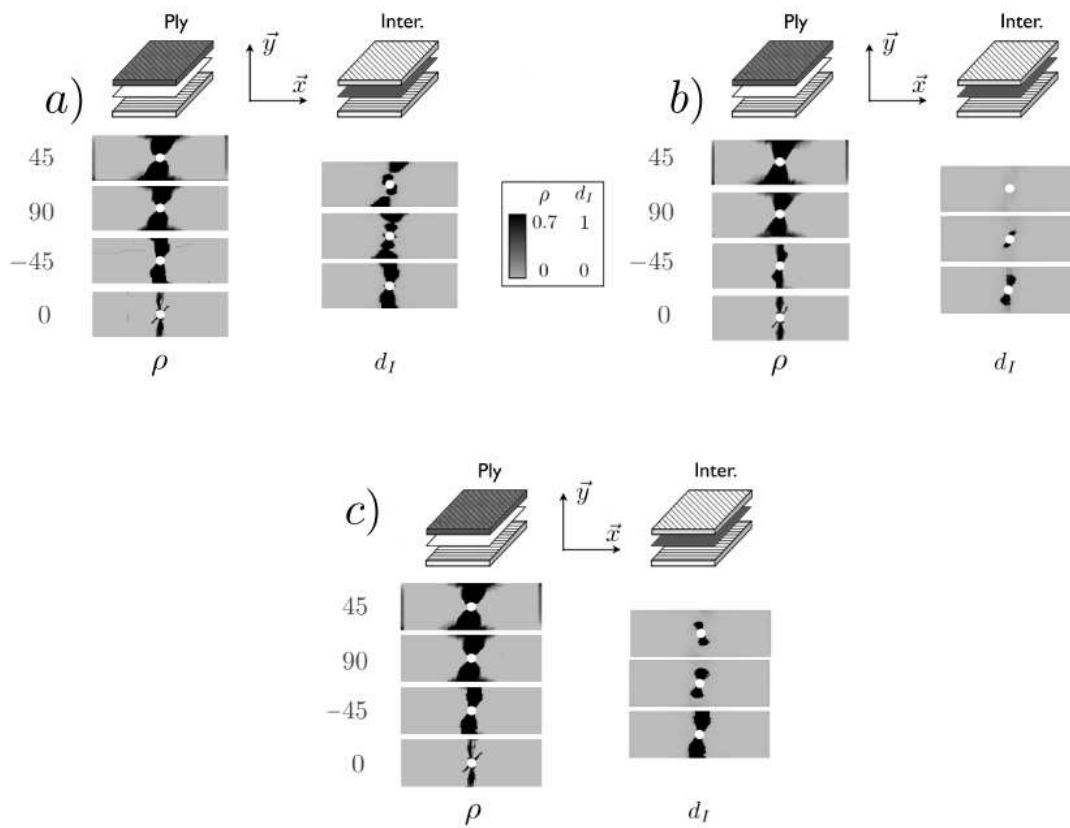 Ply Inter.
a) y⃗ x⃗
45
90
−45
0
ρ d_I
ρ d_I
0.7 1
0 0
Ply Inter.
b) y⃗ x⃗
45
90
−45
0
ρ d_I
Ply Inter.
c) y⃗ x⃗
45
90
−45
0
ρ d_I